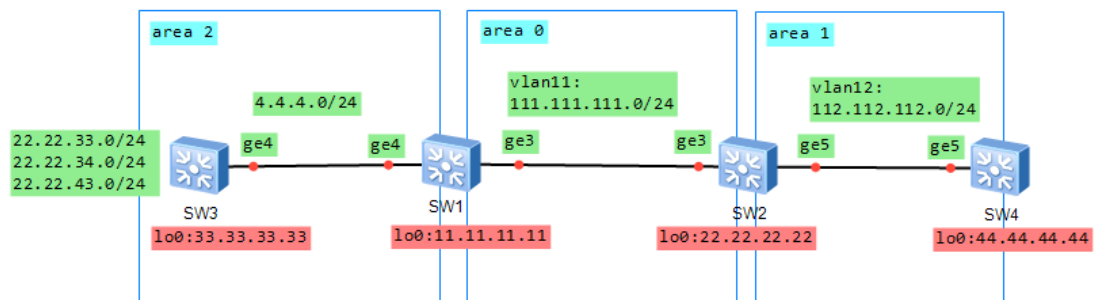 area 2
area 0
area 1
vlan11:
111.111.111.0/24
vlan12:
112.112.112.0/24
4.4.4.0/24
22.22.33.0/24
22.22.34.0/24
22.22.43.0/24
ge4
ge4
ge3
ge3
ge5
ge5
SW3
SW1
SW2
SW4
lo0:33.33.33.33
lo0:11.11.11.11
lo0:22.22.22.22
lo0:44.44.44.44